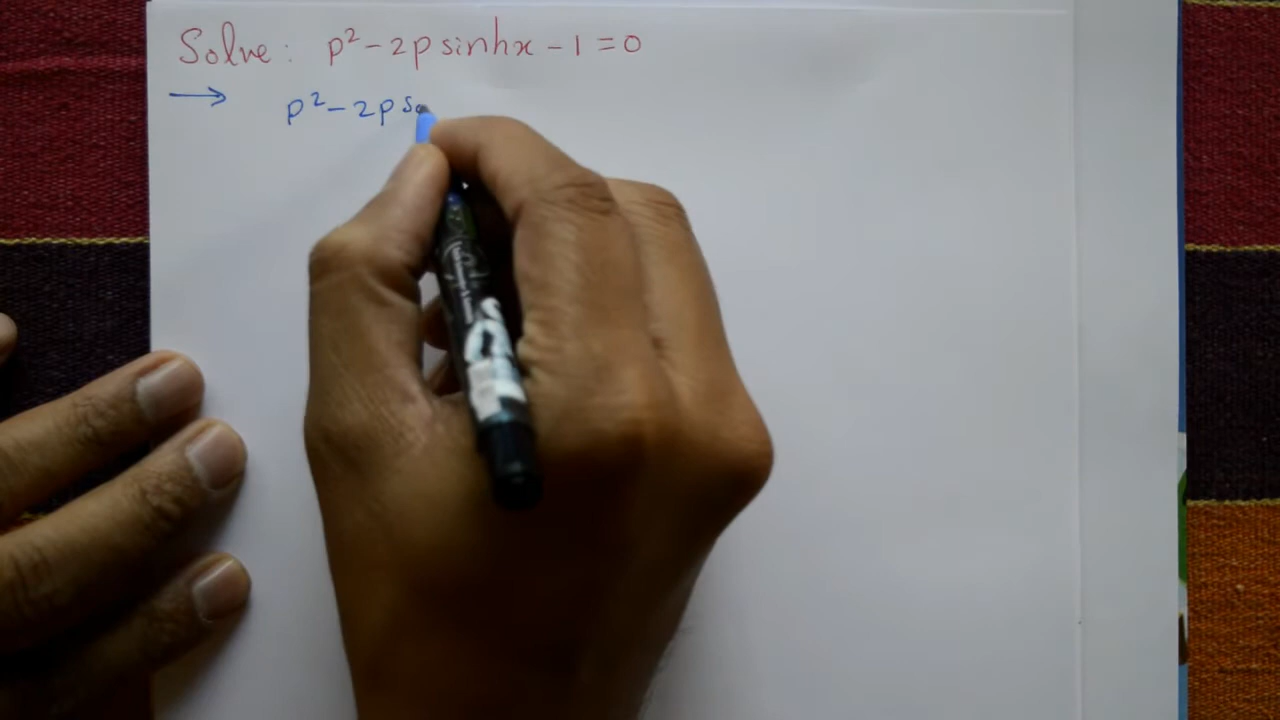 Solve: p² - 2p sinhx - 1 = 0
→ p² - 2p s